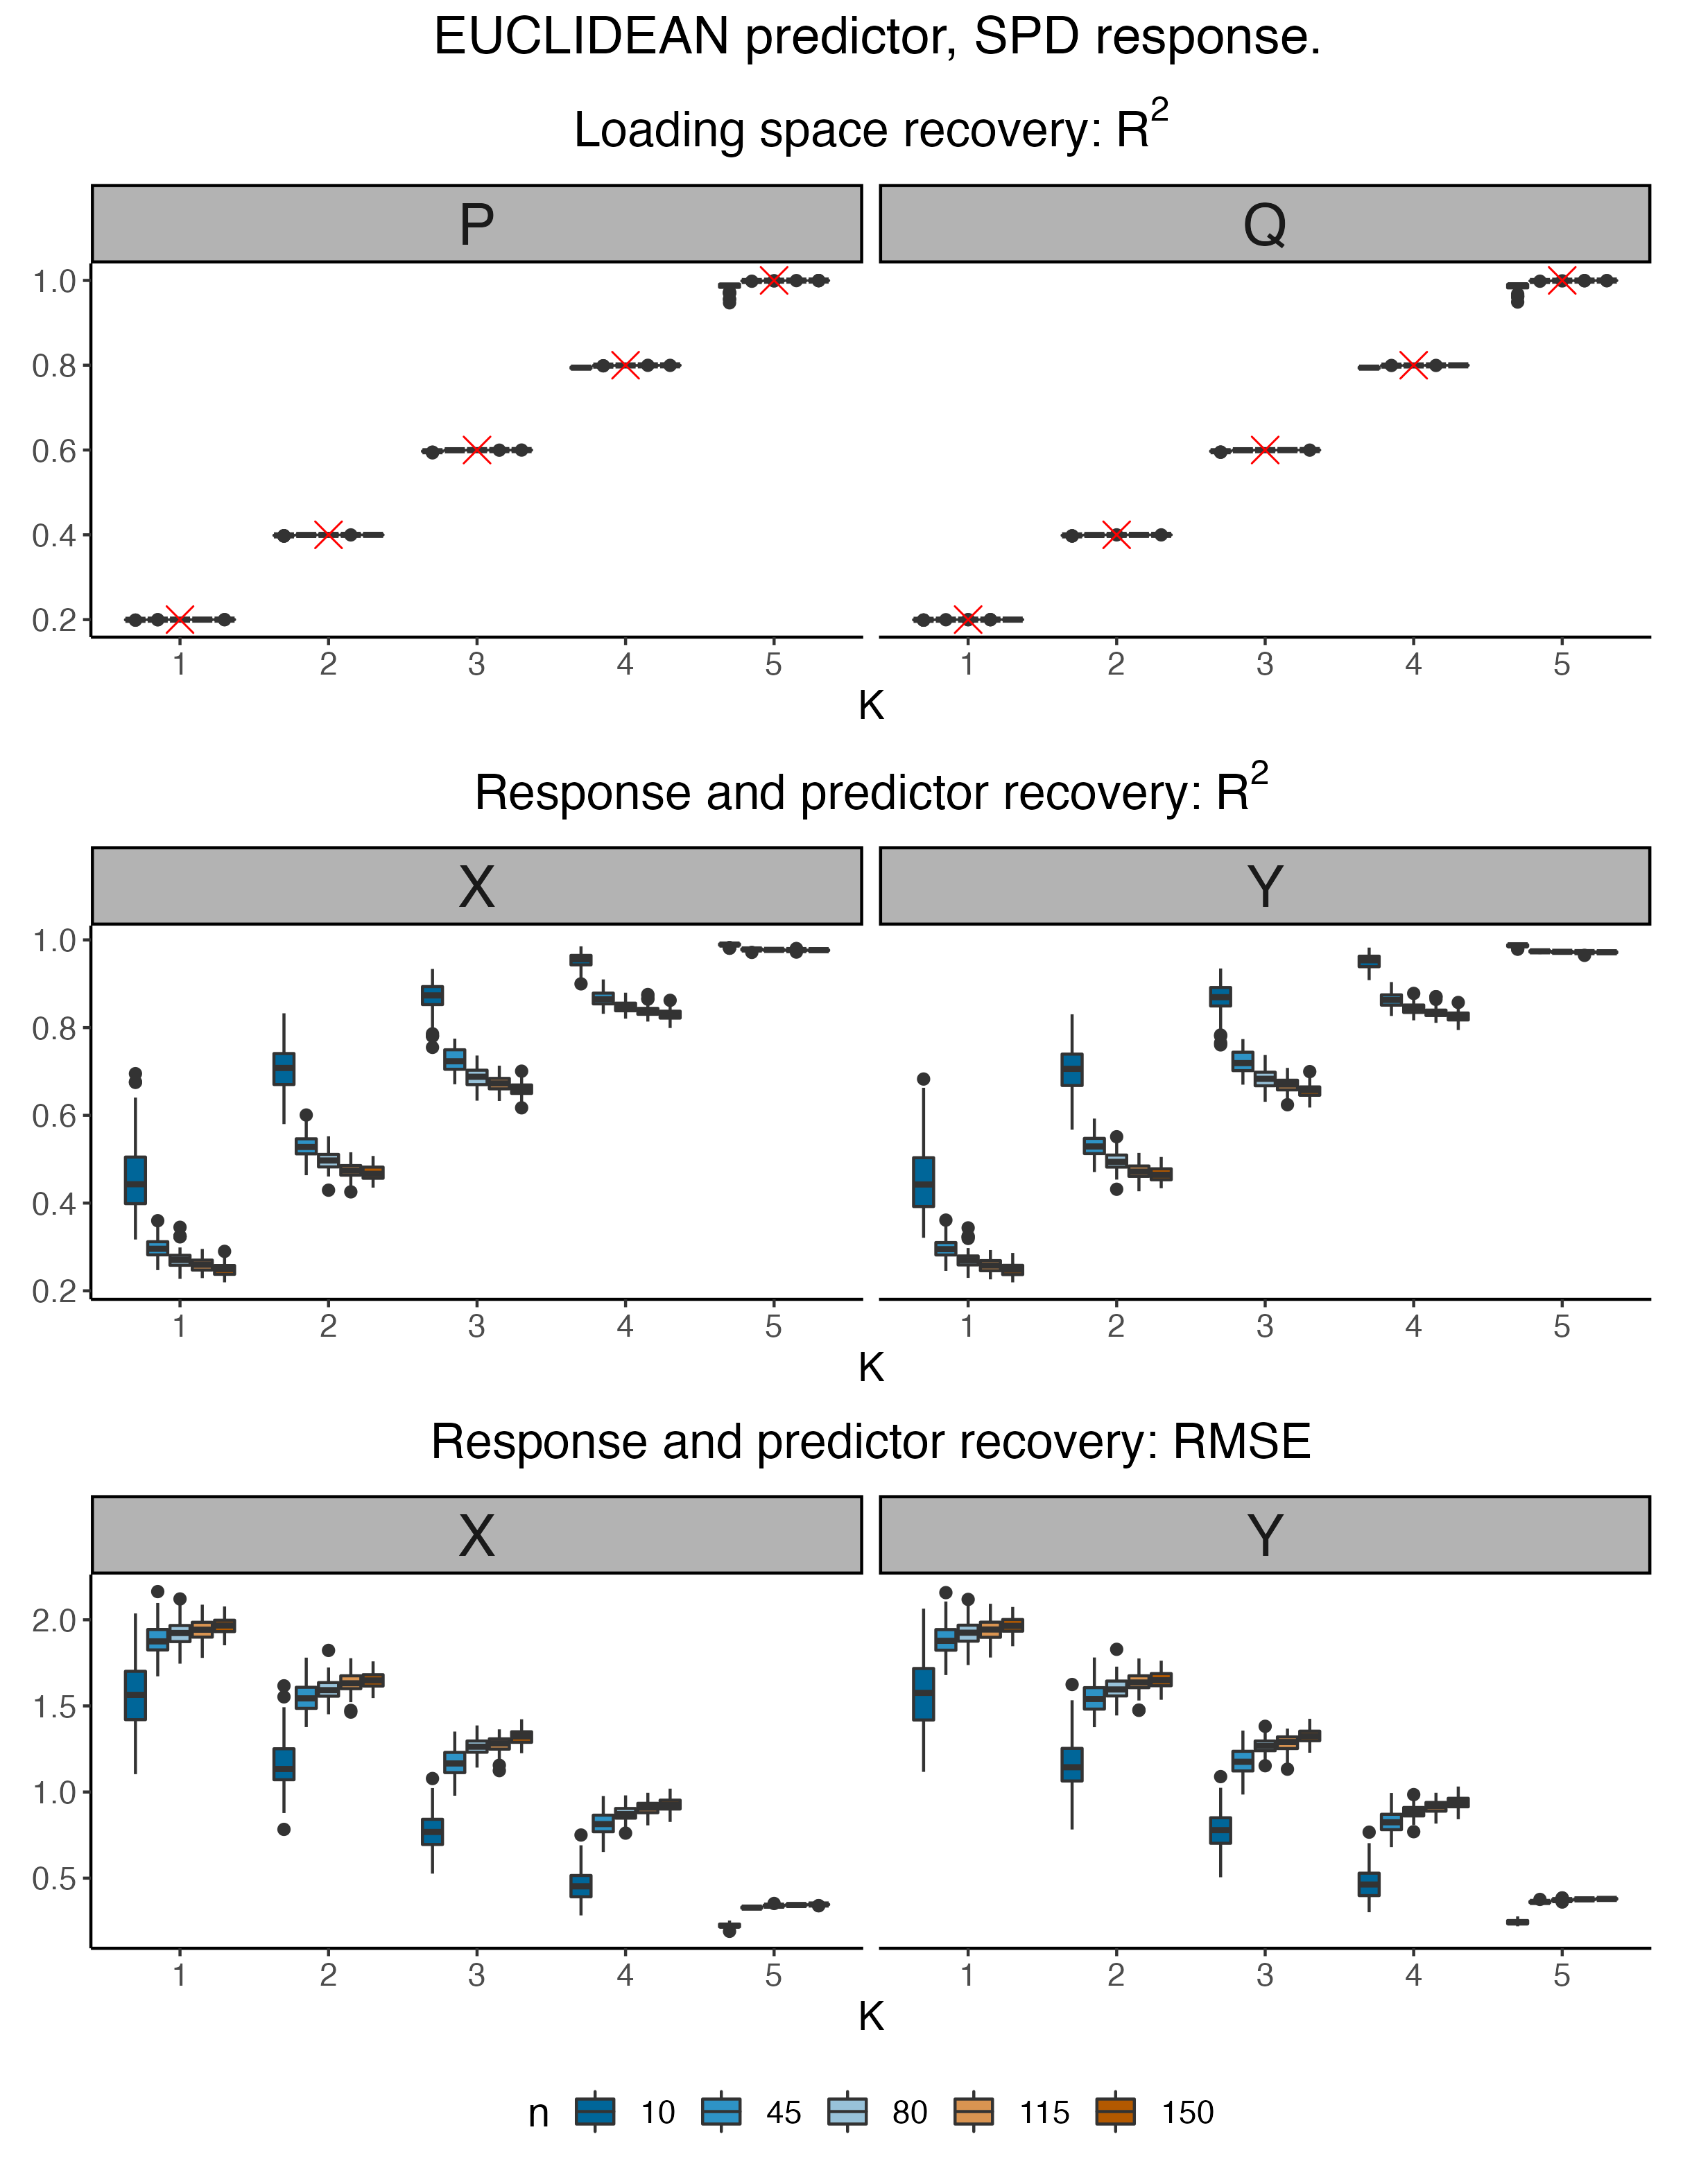 EUCLIDEAN predictor, SPD response.
Loading space recovery: R²
P Q
1.0
0.8
0.6
0.4
0.2
1 2 3 4 5 1 2 3 4 5
K
Response and predictor recovery: R²
X Y
1.0
0.8
0.6
0.4
0.2
1 2 3 4 5 1 2 3 4 5
K
Response and predictor recovery: RMSE
X Y
2.0
1.5
1.0
0.5
1 2 3 4 5 1 2 3 4 5
K
n 10 45 80 115 150